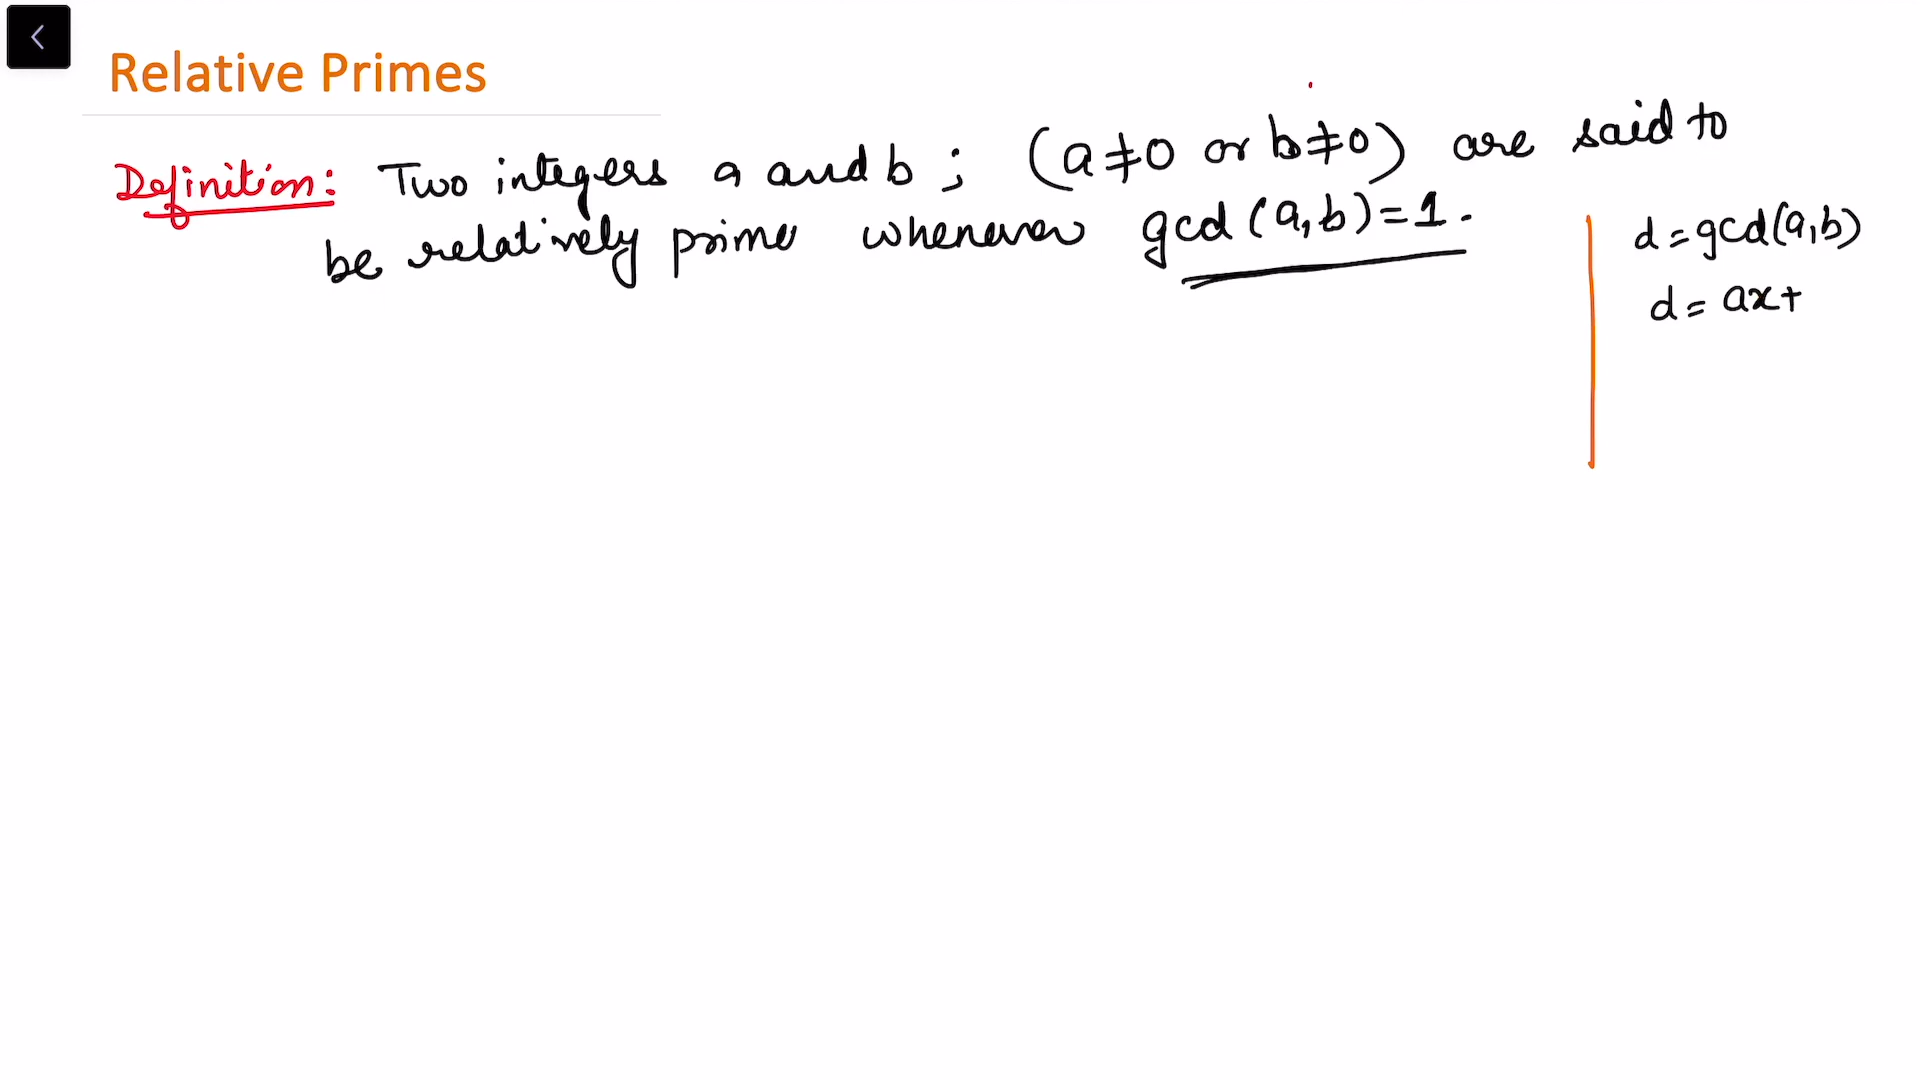 Relative Primes
Definition: Two integers a and b ; (a≠0 or b≠0) are said to
be relatively prime whenever gcd(a,b)=1.
d=gcd(a,b)
d= ax+